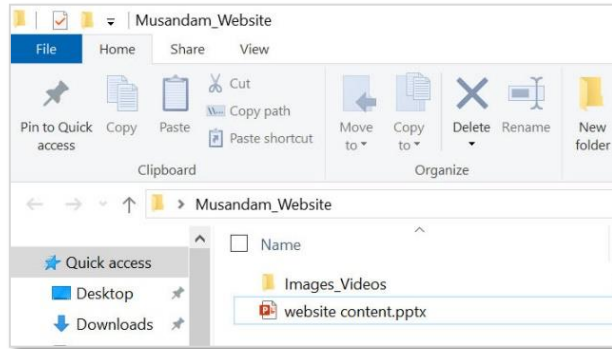 Musandam_Website
File Home Share View
Pin to Quick access
Copy
Paste
Cut
Copy path
Paste shortcut
Clipboard
Move to
Copy to
Delete
Rename
Organize
New folder
Musandam_Website
Quick access
Desktop
Downloads
Name
Images_Videos
website content.pptx